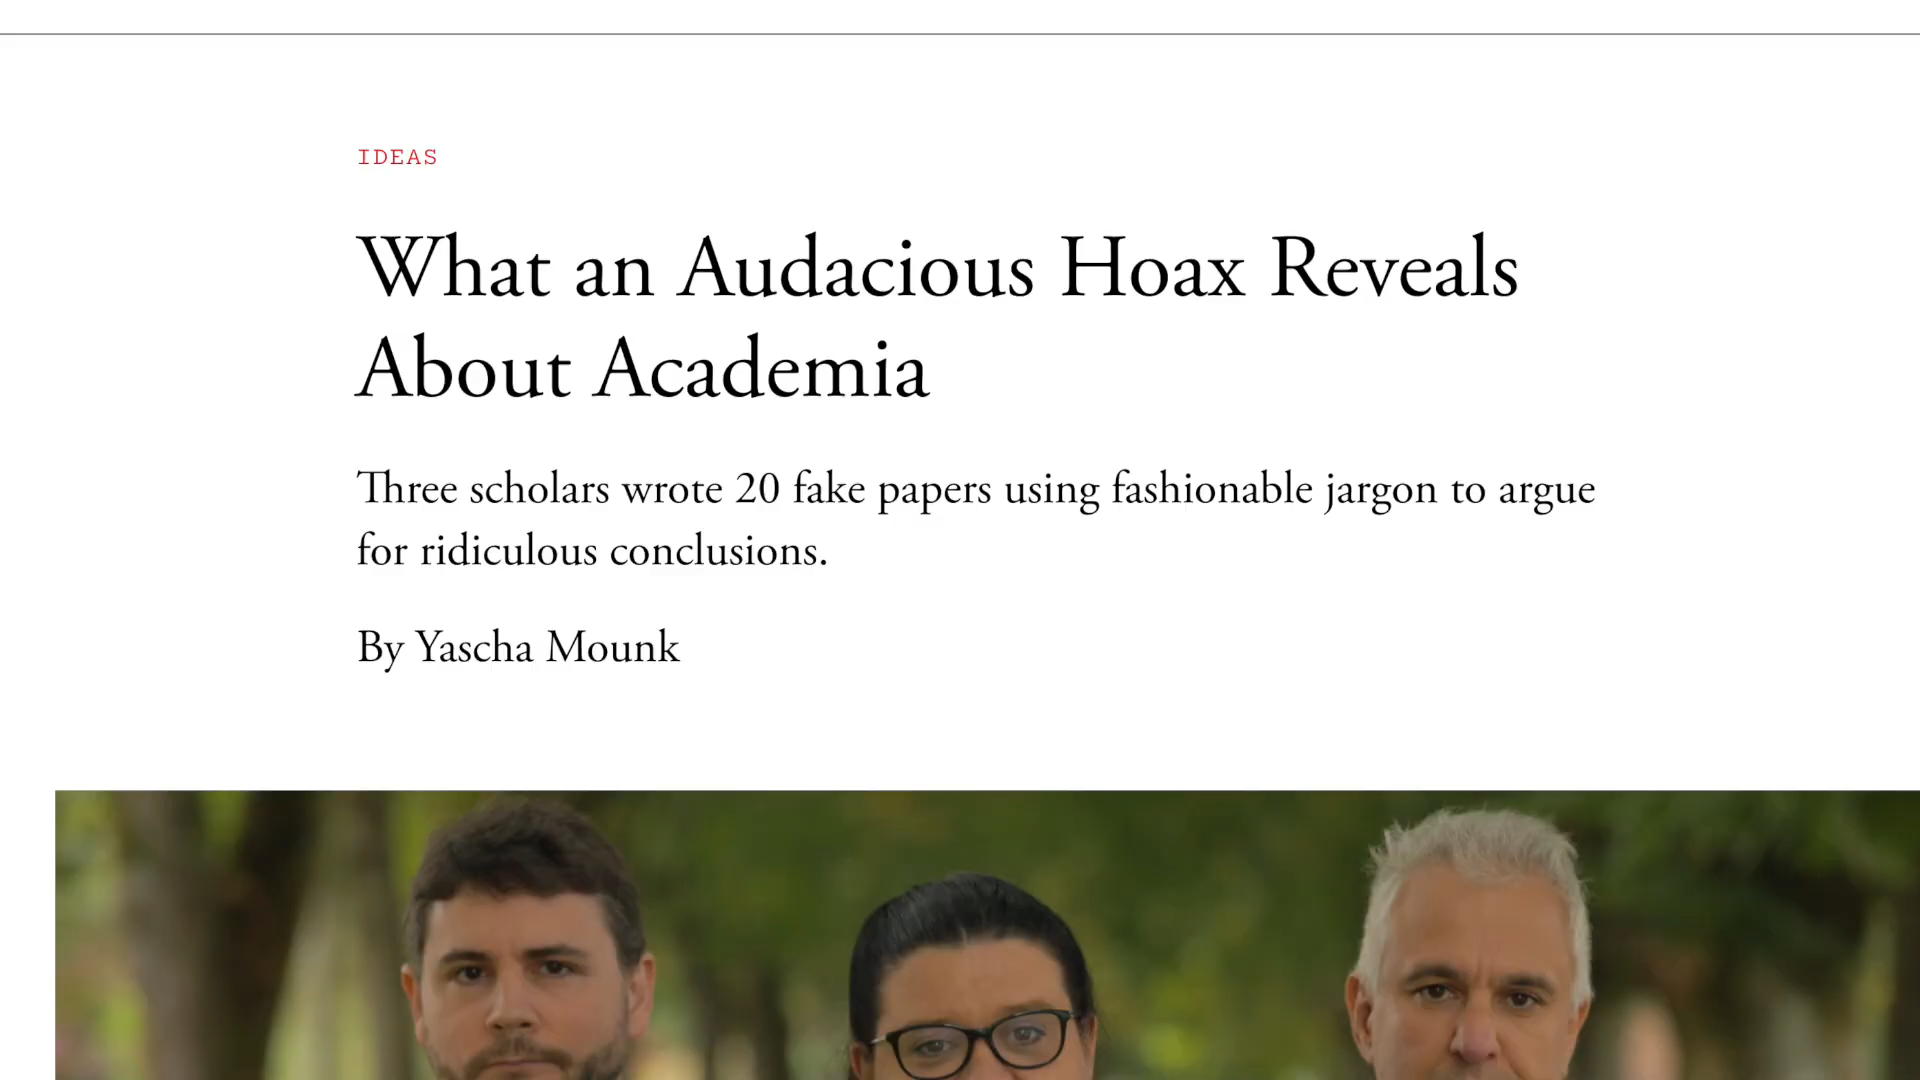 IDEAS
What an Audacious Hoax Reveals
About Academia
Three scholars wrote 20 fake papers using fashionable jargon to argue
for ridiculous conclusions.
By Yascha Mounk